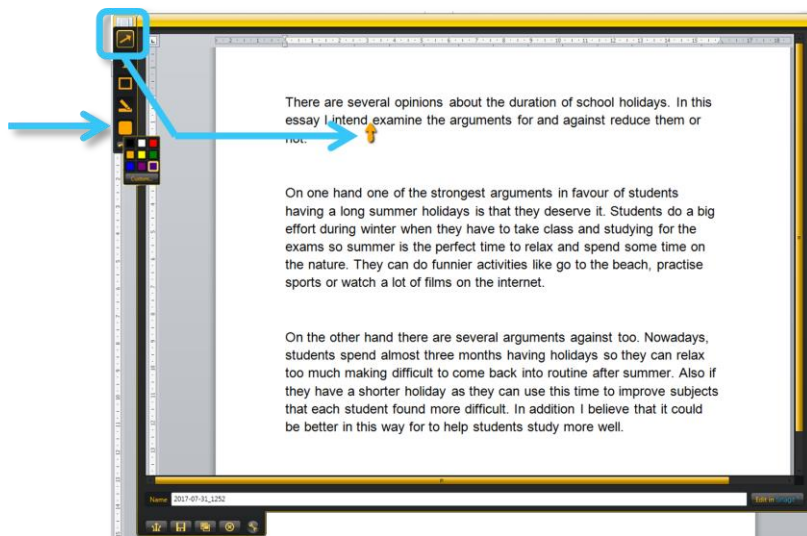 There are several opinions about the duration of school holidays. In this
essay I intend examine the arguments for and against reduce them or
not.
On one hand one of the strongest arguments in favour of students
having a long summer holidays is that they deserve it. Students do a big
effort during winter when they have to take class and studying for the
exams so summer is the perfect time to relax and spend some time on
the nature. They can do funnier activities like go to the beach, practise
sports or watch a lot of films on the internet.
On the other hand there are several arguments against too. Nowadays,
students spend almost three months having holidays so they can relax
too much making difficult to come back into routine after summer. Also if
they have a shorter holiday as they can use this time to improve subjects
that each student found more difficult. In addition I believe that it could
be better in this way for to help students study more well.
Custom...
Name 2017-07-31_1252 Edit in Snagit